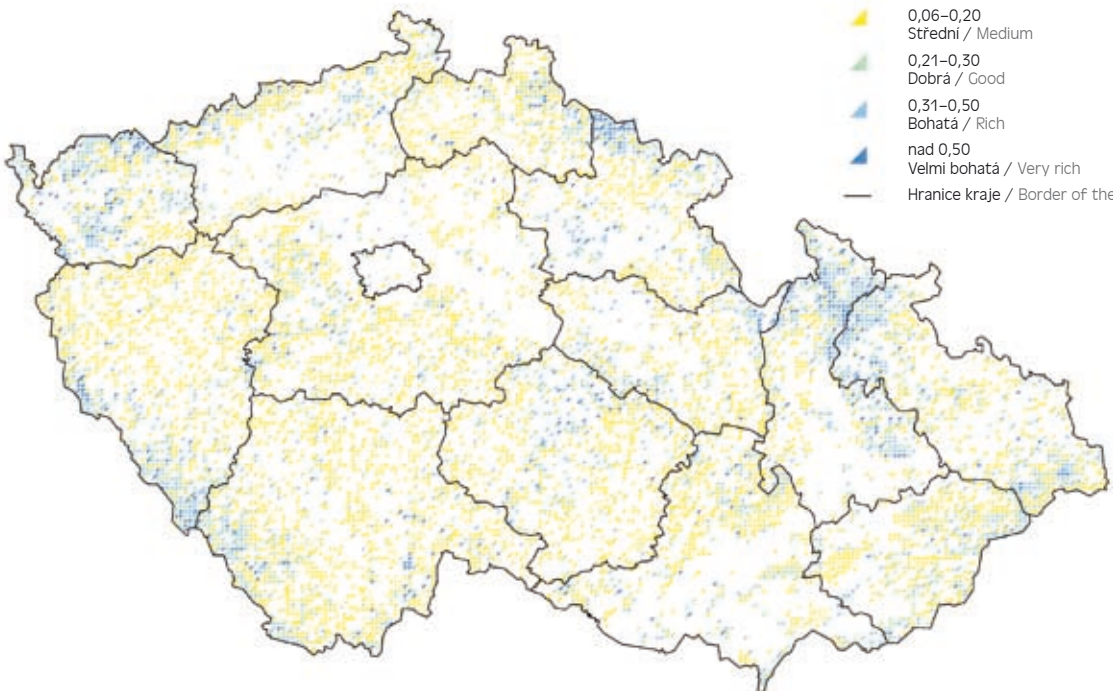 0,06–0,20
Střední / Medium
0,21–0,30
Dobrá / Good
0,31–0,50
Bohatá / Rich
nad 0,50
Velmi bohatá / Very rich
Hranice kraje / Border of the